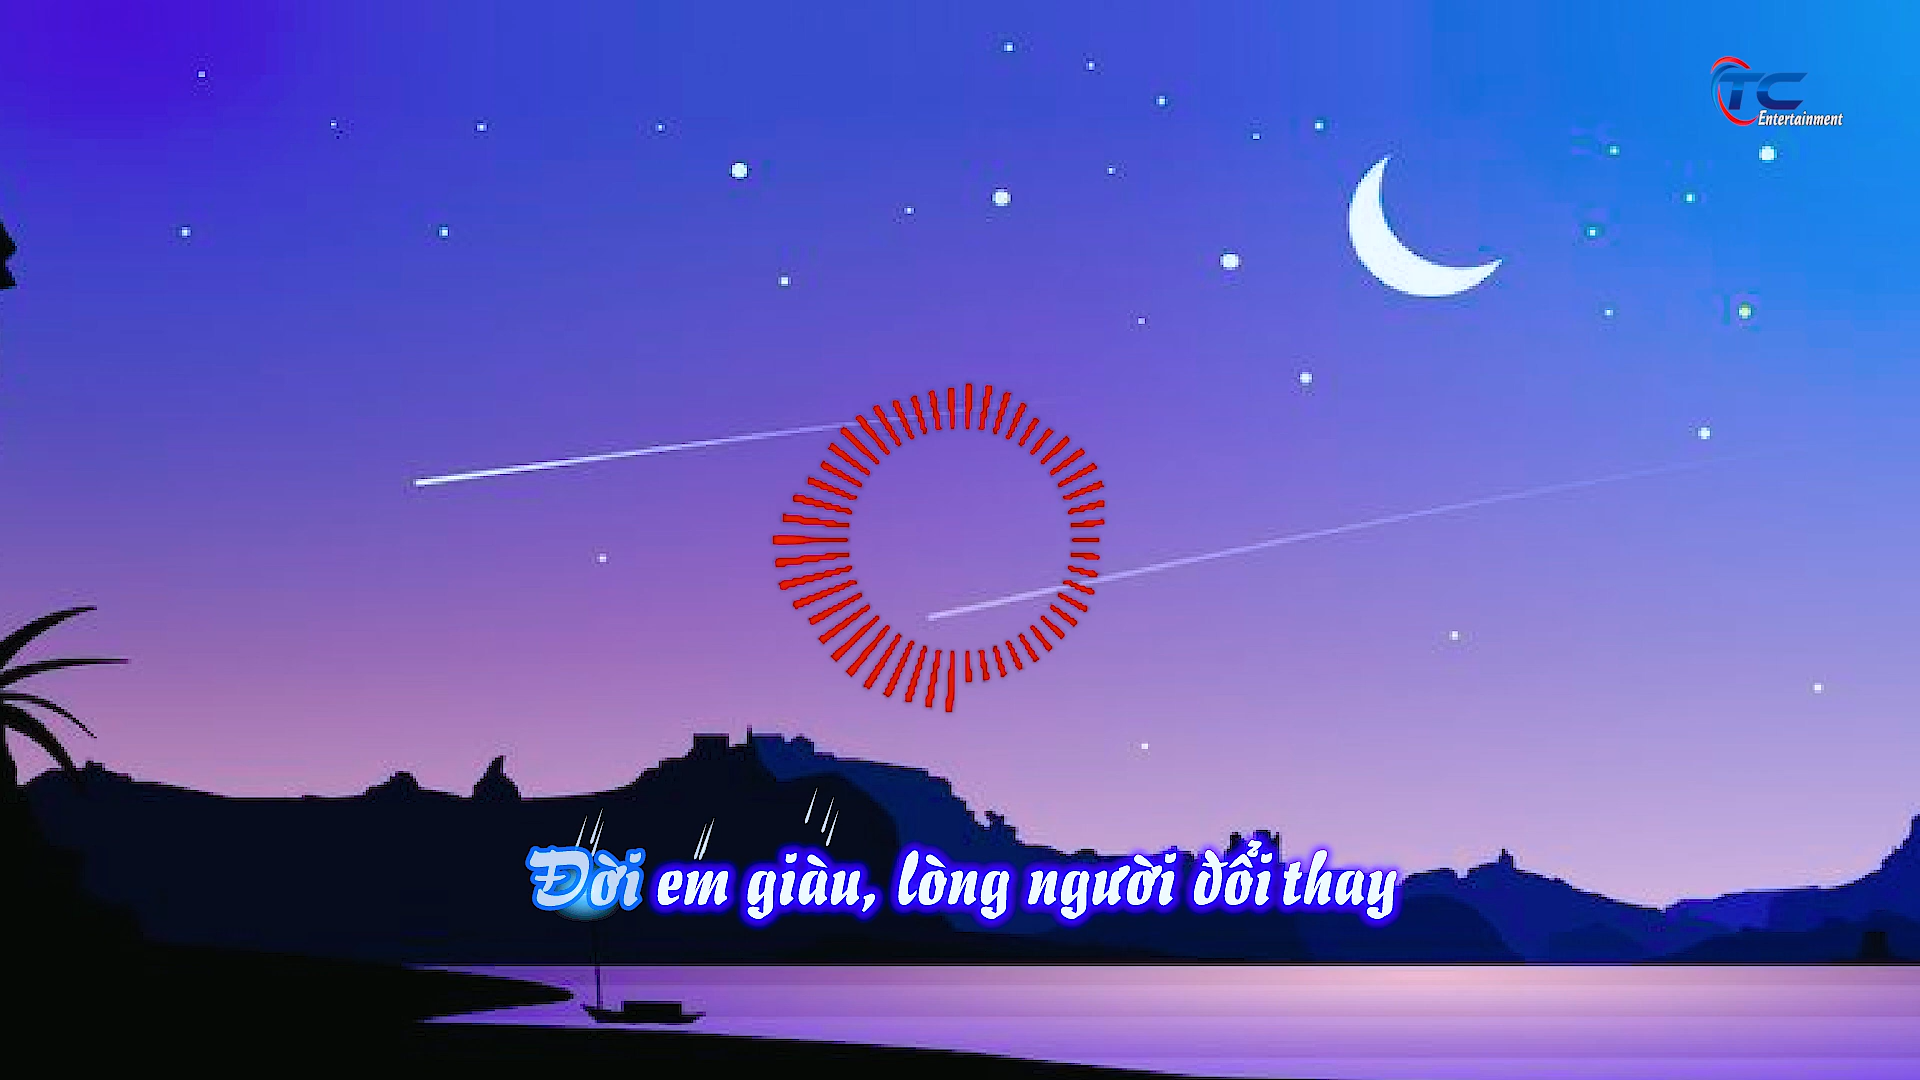 TC
Entertainment
Đời em giàu, lòng người đổi thay